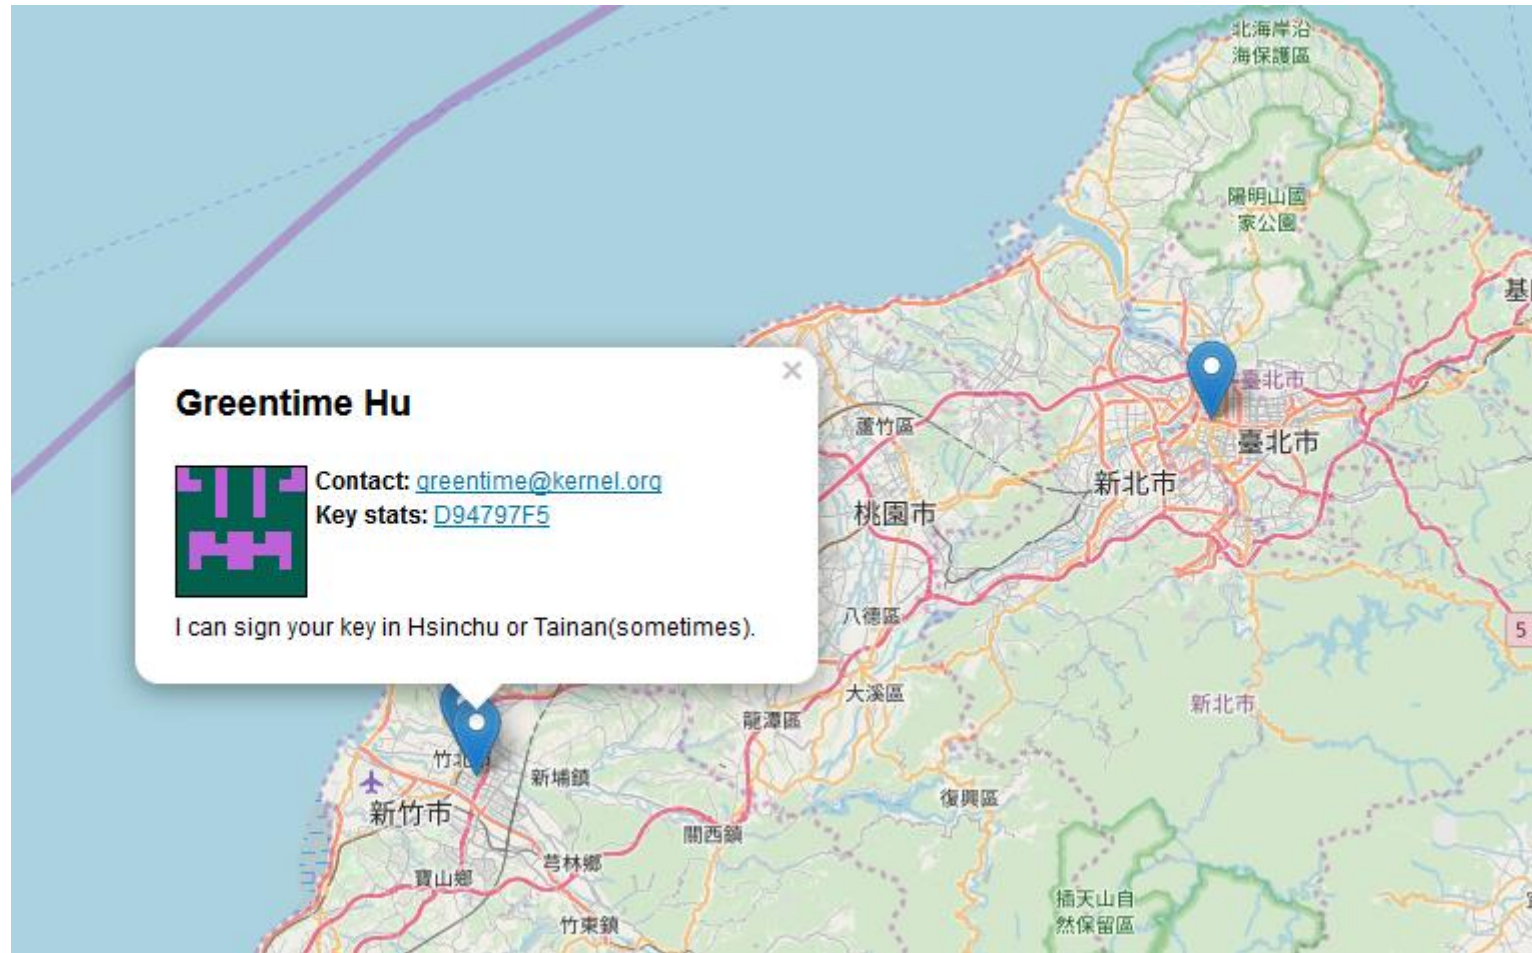 北海岸沿
海保護區
陽明山國
家公園
Greentime Hu
×
Contact: greentime@kernel.org
Key stats: D94797F5
I can sign your key in Hsinchu or Tainan(sometimes).
臺北市
臺北市
蘆竹區
新北市
桃園市
八德區
5
大溪區
龍潭區
新北市
新埔鎮
復興區
新竹市
關西鎮
芎林鄉
寶山鄉
插天山自
然保留區
竹東鎮